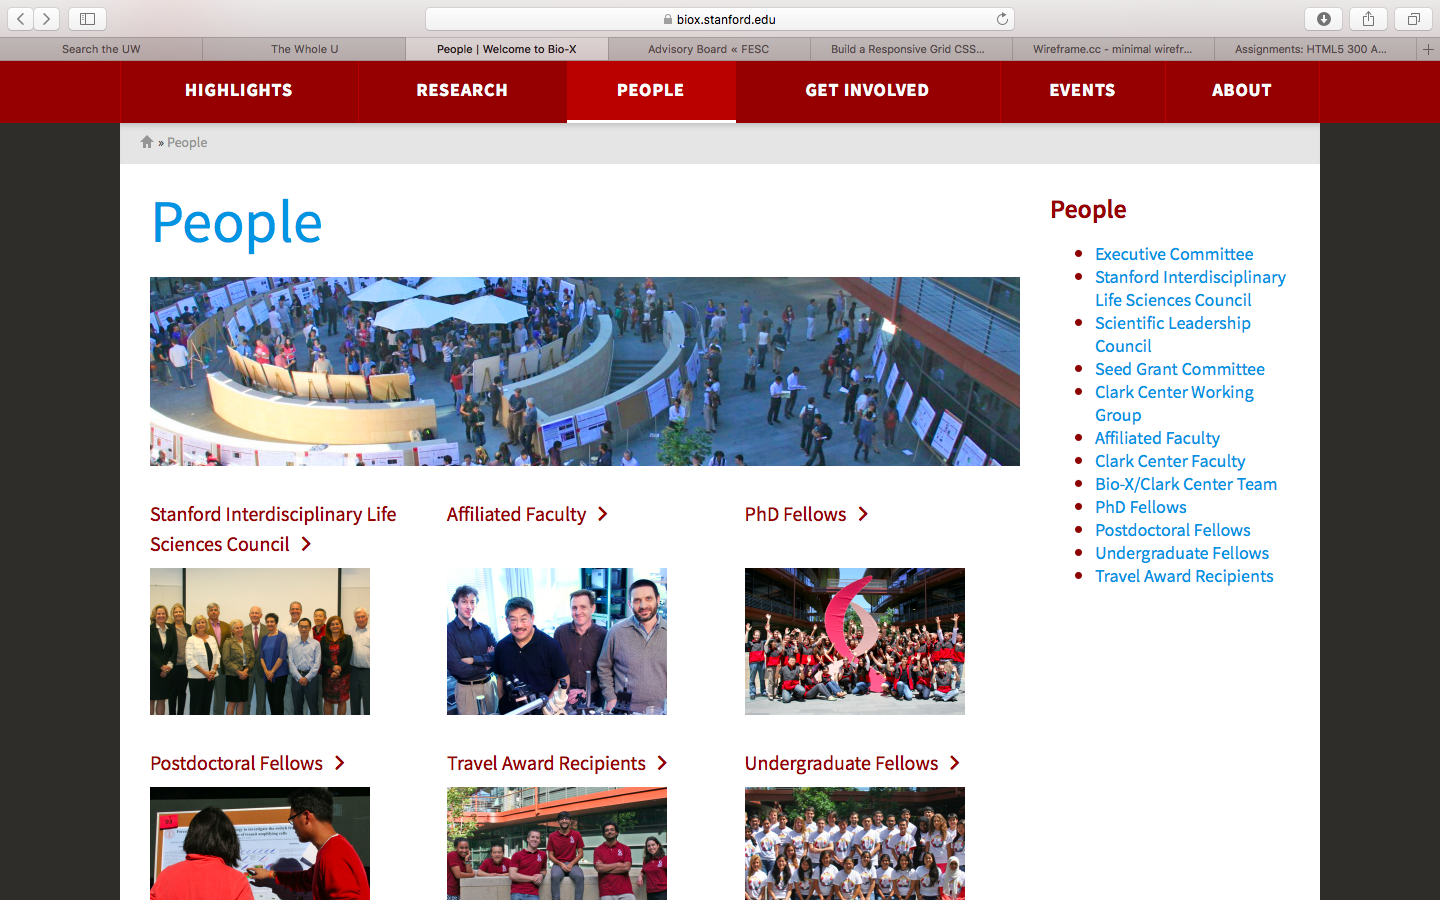 biox.stanford.edu
Search the UW
The Whole U
People | Welcome to Bio-X
Advisory Board « FESC
Build a Responsive Grid CSS...
Wireframe.cc - minimal wirefr...
Assignments: HTML5 300 A...
HIGHLIGHTS
RESEARCH
PEOPLE
GET INVOLVED
EVENTS
ABOUT
» People
People
Stanford Interdisciplinary Life
Sciences Council
Affiliated Faculty
PhD Fellows
Postdoctoral Fellows
Travel Award Recipients
Undergraduate Fellows
People
Executive Committee
Stanford Interdisciplinary
Life Sciences Council
Scientific Leadership
Council
Seed Grant Committee
Clark Center Working
Group
Affiliated Faculty
Clark Center Faculty
Bio-X/Clark Center Team
PhD Fellows
Postdoctoral Fellows
Undergraduate Fellows
Travel Award Recipients